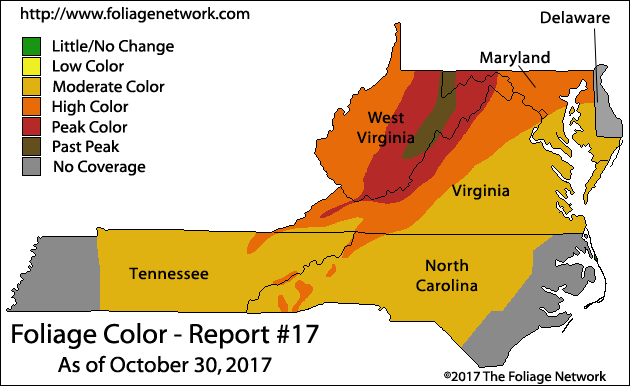 http://www.foliagenetwork.com
Delaware
Little/No Change
Low Color
Maryland
Moderate Color
High Color
West
Virginia
Peak Color
Past Peak
No Coverage
Virginia
Tennessee
North
Carolina
Foliage Color - Report #17
As of October 30, 2017
©2017 The Foliage Network